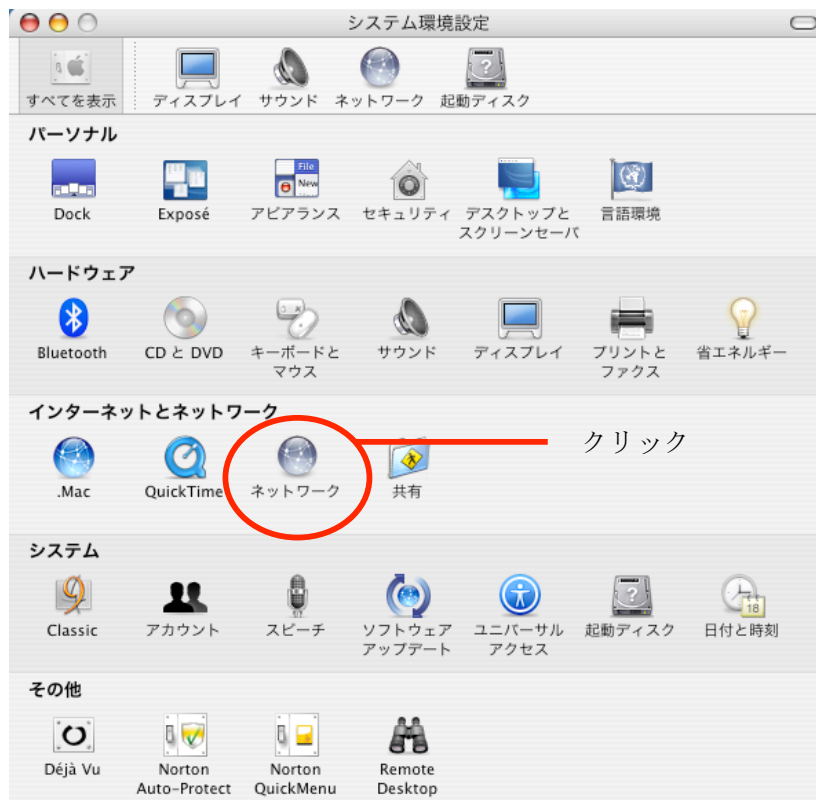 システム環境設定
すべてを表示 ディスプレイ サウンド ネットワーク 起動ディスク
パーソナル
File
New
Dock Exposé アピアランス セキュリティ デスクトップと
スクリーンセーバ 言語環境
ハードウェア
Bluetooth CD と DVD キーボードと
マウス サウンド ディスプレイ プリントと
ファクス 省エネルギー
インターネットとネットワーク
クリック
.Mac QuickTime ネットワーク 共有
システム
18
Classic アカウント スピーチ ソフトウェア
アップデート ユニバーサル
アクセス 起動ディスク 日付と時刻
その他
Déjà Vu Norton
Auto-Protect Norton
QuickMenu Remote
Desktop